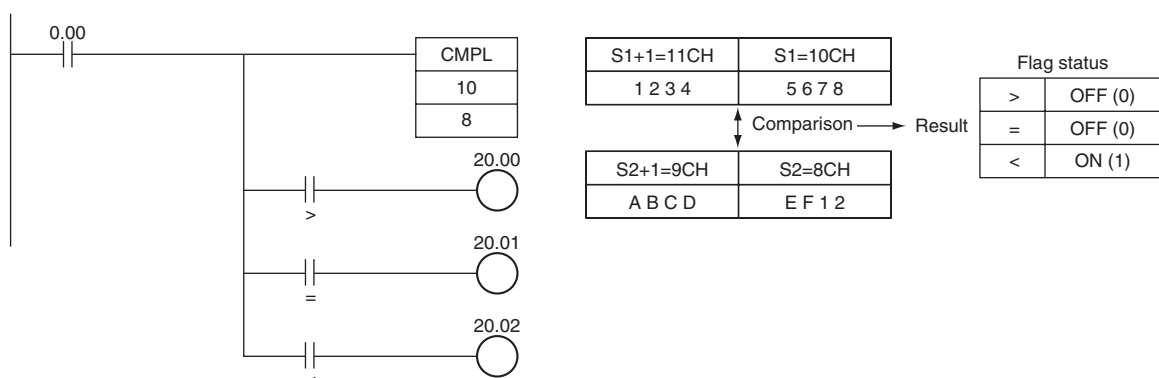 0.00
CMPL
10
8
20.00
>
20.01
=
20.02
S1+1=11CH S1=10CH
1 2 3 4 5 6 7 8
Comparison Result
S2+1=9CH S2=8CH
A B C D E F 1 2
Flag status
> OFF (0)
= OFF (0)
< ON (1)